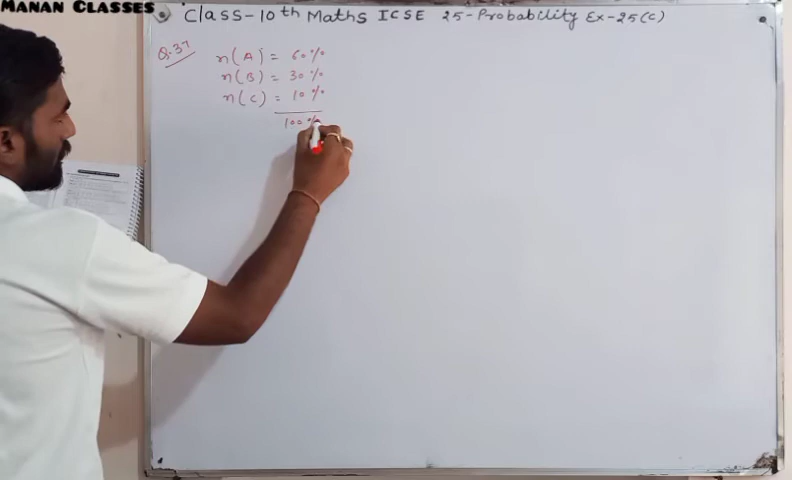 MANAN CLASSES
Class-10th Maths ICSE 25-Probability Ex-25(c)
Q.37
n(A) = 60%
n(B) = 30%
n(C) = 10%
100%